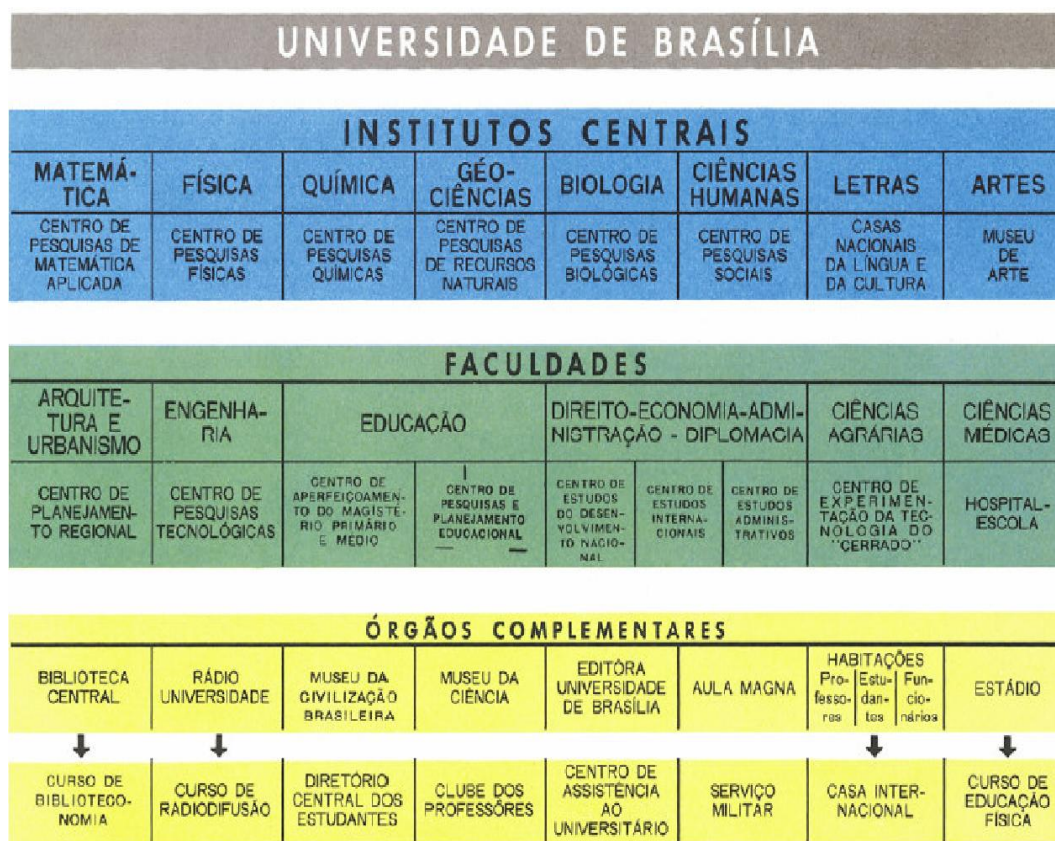 UNIVERSIDADE DE BRASÍLIA
INSTITUTOS CENTRAIS
MATEMÁ-
TICA
FÍSICA
QUÍMICA
GÉO-
CIÊNCIAS
BIOLOGIA
CIÊNCIAS
HUMANAS
LETRAS
ARTES
CENTRO DE
PESQUISAS DE
MATEMÁTICA
APLICADA
CENTRO DE
PESQUISAS
FÍSICAS
CENTRO DE
PESQUISAS
QUÍMICAS
CENTRO DE
PESQUISAS
DE RECURSOS
NATURAIS
CENTRO DE
PESQUISAS
BIOLÓGICAS
CENTRO DE
PESQUISAS
SOCIAIS
CASAS
NACIONAIS
DA LÍNGUA E
DA CULTURA
MUSEU
DE
ARTE
FACULDADES
ARQUITE-
TURA E
URBANISMO
ENGENHA-
RIA
EDUCAÇÃO
DIREITO-ECONOMIA-ADMI-
NISTRAÇÃO - DIPLOMACIA
CIÊNCIAS
AGRÁRIAS
CIÊNCIAS
MÉDICAS
CENTRO DE
PLANEJAMEN-
TO REGIONAL
CENTRO DE
PESQUISAS
TECNOLÓGICAS
CENTRO DE
APERFEIÇOAMEN-
TO DO MAGISTÉ-
RIO PRIMÁRIO
E MÉDIO
CENTRO DE
PESQUISAS E
PLANEJAMENTO
EDUCACIONAL
CENTRO DE
ESTUDOS
DO DESEN-
VOLVIMEN-
TO NACIO-
NAL
CENTRO DE
ESTUDOS
INTERNA-
CIONAIS
CENTRO DE
ESTUDOS
ADMINIS-
TRATIVOS
CENTRO DE
EXPERIMEN-
TAÇÃO DA TEC-
NOLOGIA DO
"CERRADO"
HOSPITAL-
ESCOLA
ÓRGÃOS COMPLEMENTARES
BIBLIOTECA
CENTRAL
RÁDIO
UNIVERSIDADE
MUSEU DA
CIVILIZAÇÃO
BRASILEIRA
MUSEU DA
CIÊNCIA
EDITÔRA
UNIVERSIDADE
DE BRASÍLIA
AULA MAGNA
HABITAÇÕES
Pro-
fesso-
res
Estu-
dan-
tes
Fun-
cio-
nários
ESTÁDIO
CURSO DE
BIBLIOTECO-
NOMIA
CURSO DE
RADIODIFUSÃO
DIRETÓRIO
CENTRAL DOS
ESTUDANTES
CLUBE DOS
PROFESSÔRES
CENTRO DE
ASSISTÊNCIA
AO
UNIVERSITÁRIO
SERVIÇO
MILITAR
CASA INTER-
NACIONAL
CURSO DE
EDUCAÇÃO
FÍSICA